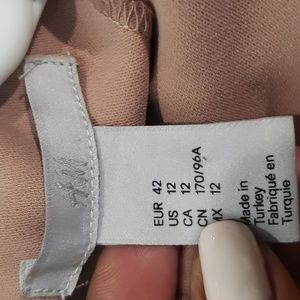 H&M
EUR 42
US 12
CA 12
CN 170/96A
MX 12
Made in
Turkey
Fabriqué en
Turquie